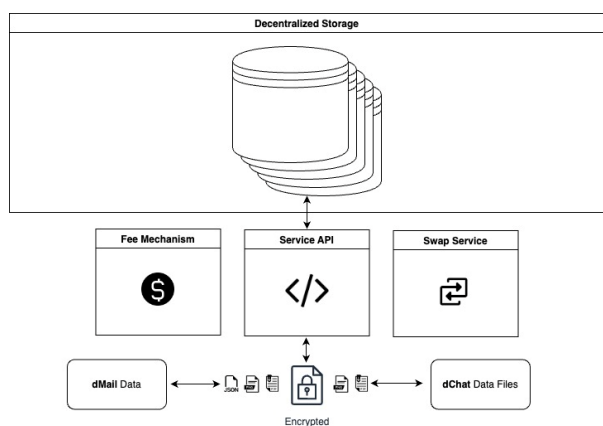 Decentralized Storage
Fee Mechanism
Service API
Swap Service
$
</>
dMail Data
JSON
dChat Data Files
Encrypted